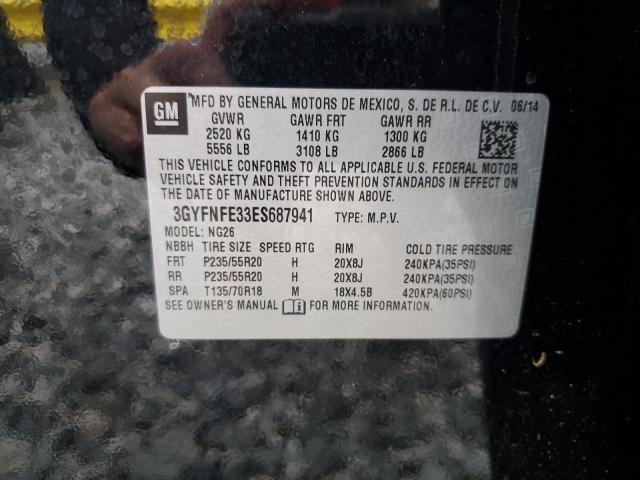 GM
MFD BY GENERAL MOTORS DE MEXICO, S. DE R.L. DE C.V. 06/14
GVWR GAWR FRT GAWR RR
2520 KG 1410 KG 1300 KG
5556 LB 3108 LB 2866 LB
THIS VEHICLE CONFORMS TO ALL APPLICABLE U.S. FEDERAL MOTOR
VEHICLE SAFETY AND THEFT PREVENTION STANDARDS IN EFFECT ON
THE DATE OF MANUFACTURE SHOWN ABOVE.
3GYFNFE33ES687941 TYPE: M.P.V.
MODEL: NG26
NBBH TIRE SIZE SPEED RTG RIM COLD TIRE PRESSURE
FRT P235/55R20 H 20X8J 240KPA(35PSI)
RR P235/55R20 H 20X8J 240KPA(35PSI)
SPA T135/70R18 M 18X4.5B 420KPA(60PSI)
SEE OWNER'S MANUAL FOR MORE INFORMATION.